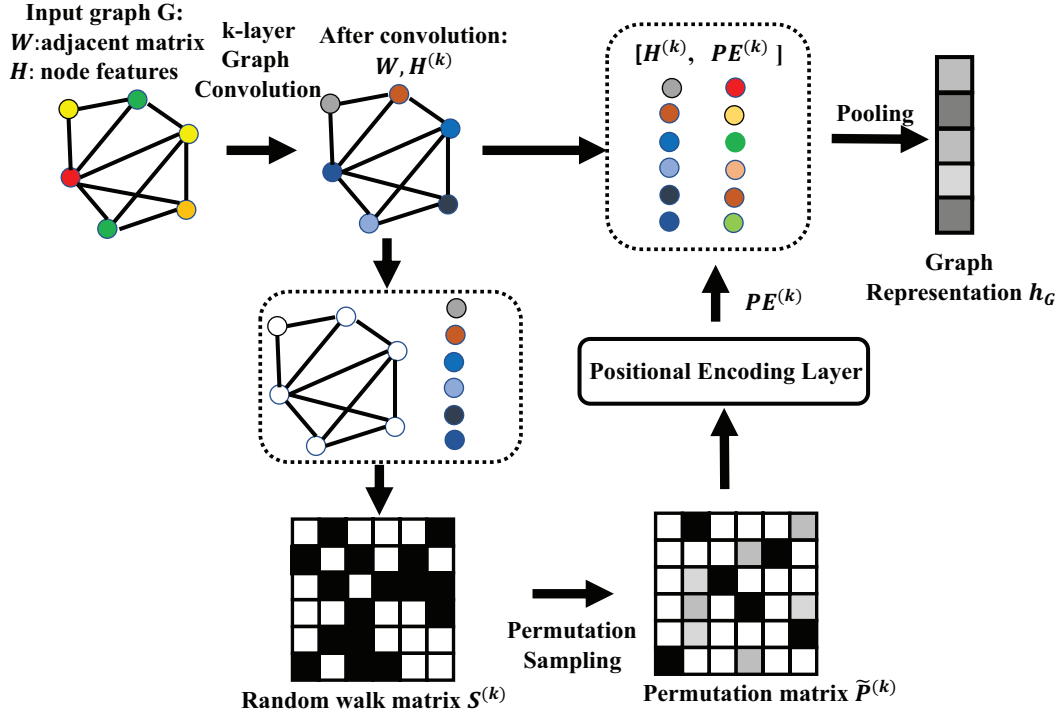 Input graph G:
W:adjacent matrix
H: node features
k-layer
Graph
Convolution
After convolution:
W, H^(k)
[H^(k), PE^(k) ]
Pooling
Graph
Representation h_G
PE^(k)
Positional Encoding Layer
Permutation
Sampling
Random walk matrix S^(k)
Permutation matrix P̃^(k)